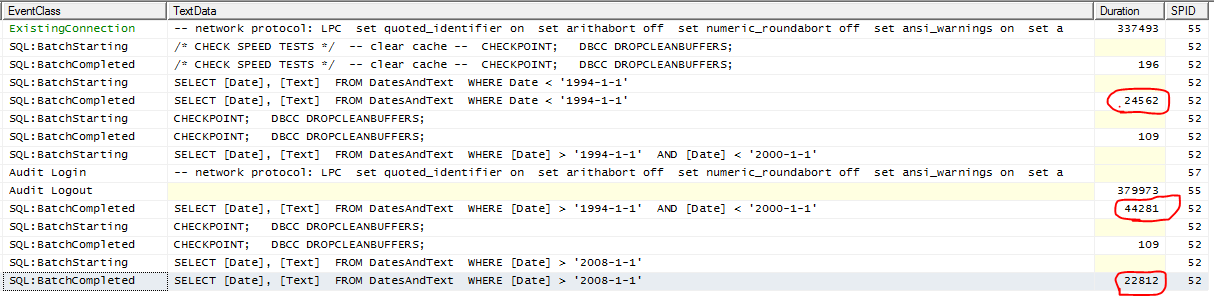 EventClass TextData Duration SPID
ExistingConnection -- network protocol: LPC set quoted_identifier on set arithabort off set numeric_roundabort off set ansi_warnings on set a 337493 55
SQL:BatchStarting /* CHECK SPEED TESTS */ -- clear cache -- CHECKPOINT; DBCC DROPCLEANBUFFERS; 52
SQL:BatchCompleted /* CHECK SPEED TESTS */ -- clear cache -- CHECKPOINT; DBCC DROPCLEANBUFFERS; 196 52
SQL:BatchStarting SELECT [Date], [Text] FROM DatesAndText WHERE Date < '1994-1-1' 52
SQL:BatchCompleted SELECT [Date], [Text] FROM DatesAndText WHERE Date < '1994-1-1' 24562 52
SQL:BatchStarting CHECKPOINT; DBCC DROPCLEANBUFFERS; 52
SQL:BatchCompleted CHECKPOINT; DBCC DROPCLEANBUFFERS; 109 52
SQL:BatchStarting SELECT [Date], [Text] FROM DatesAndText WHERE [Date] > '1994-1-1' AND [Date] < '2000-1-1' 52
Audit Login -- network protocol: LPC set quoted_identifier on set arithabort off set numeric_roundabort off set ansi_warnings on set a 57
Audit Logout 379973 55
SQL:BatchCompleted SELECT [Date], [Text] FROM DatesAndText WHERE [Date] > '1994-1-1' AND [Date] < '2000-1-1' 44281 52
SQL:BatchStarting CHECKPOINT; DBCC DROPCLEANBUFFERS; 52
SQL:BatchCompleted CHECKPOINT; DBCC DROPCLEANBUFFERS; 109 52
SQL:BatchStarting SELECT [Date], [Text] FROM DatesAndText WHERE [Date] > '2008-1-1' 52
SQL:BatchCompleted SELECT [Date], [Text] FROM DatesAndText WHERE [Date] > '2008-1-1' 22812 52